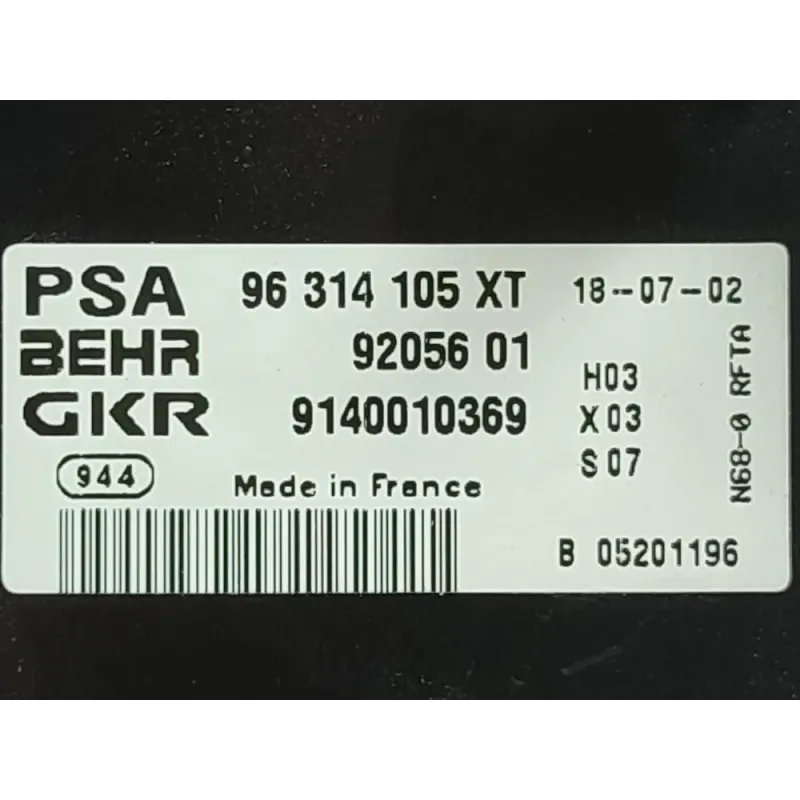 PSA 96 314 105 XT 18-07-02
BEHR 92056 01
GKR 9140010369
H03
X03
S07
944
Made in France
B 05201196
N68-0 RFTA